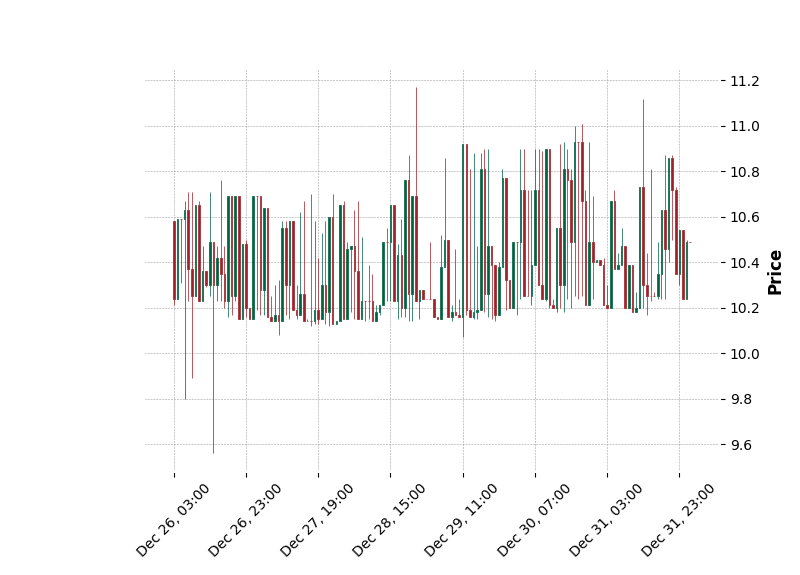 11.2
11.0
10.8
10.6
10.4
10.2
10.0
9.8
9.6
Price
Dec 26, 03:00
Dec 26, 23:00
Dec 27, 19:00
Dec 28, 15:00
Dec 29, 11:00
Dec 30, 07:00
Dec 31, 03:00
Dec 31, 23:00